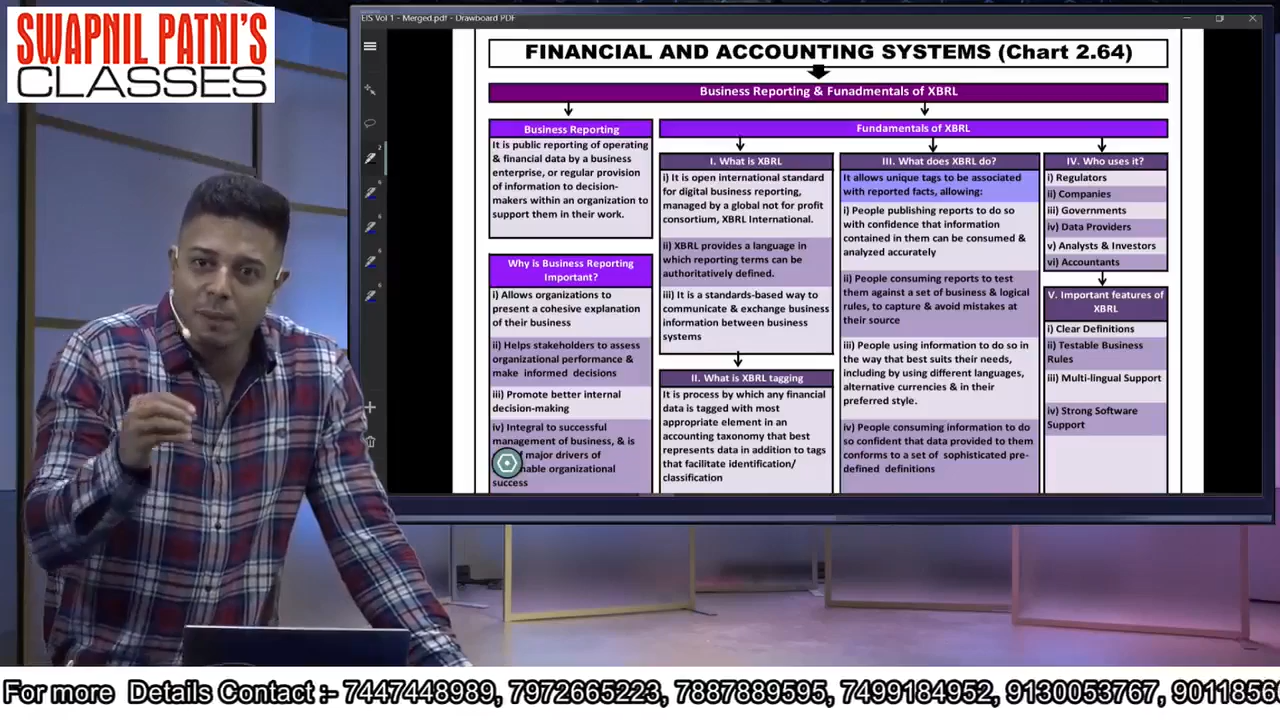 SWAPNIL PATNI'S
CLASSES
EIS Vol 1 - Merged.pdf - Drawboard PDF
FINANCIAL AND ACCOUNTING SYSTEMS (Chart 2.64)
Business Reporting & Funadmentals of XBRL
Business Reporting
It is public reporting of operating
& financial data by a business
enterprise, or regular provision
of information to decision-
makers within an organization to
support them in their work.
Why is Business Reporting
Important?
i) Allows organizations to
present a cohesive explanation
of their business
ii) Helps stakeholders to assess
organizational performance &
make informed decisions
iii) Promote better internal
decision-making
iv) Integral to successful
management of business, & is
major drivers of
organizational
success
Fundamentals of XBRL
I. What is XBRL
i) It is open international standard
for digital business reporting,
managed by a global not for profit
consortium, XBRL International.
ii) XBRL provides a language in
which reporting terms can be
authoritatively defined.
iii) It is a standards-based way to
communicate & exchange business
information between business
systems
II. What is XBRL tagging
It is process by which any financial
data is tagged with most
appropriate element in an
accounting taxonomy that best
represents data in addition to tags
that facilitate identification/
classification
III. What does XBRL do?
It allows unique tags to be associated
with reported facts, allowing:
i) People publishing reports to do so
with confidence that information
contained in them can be consumed &
analyzed accurately
ii) People consuming reports to test
them against a set of business & logical
rules, to capture & avoid mistakes at
their source
iii) People using information to do so in
the way that best suits their needs,
including by using different languages,
alternative currencies & in their
preferred style.
iv) People consuming information to do
so confident that data provided to them
conforms to a set of sophisticated pre-
defined definitions
IV. Who uses it?
i) Regulators
ii) Companies
iii) Governments
iv) Data Providers
v) Analysts & Investors
vi) Accountants
V. Important features of
XBRL
i) Clear Definitions
ii) Testable Business
Rules
iii) Multi-lingual Support
iv) Strong Software
Support
For more Details Contact :- 7447448989, 7972665223, 7887889595, 7499184952, 9130053767, 90118560